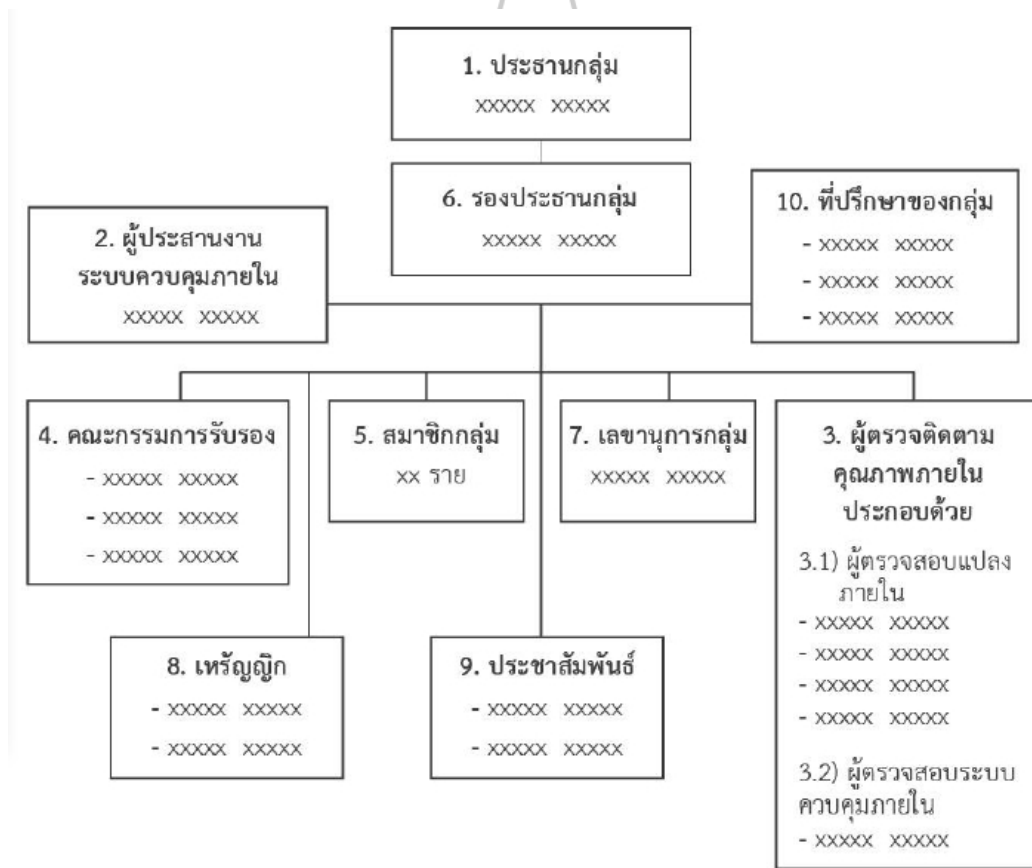 1. ประธานกลุ่ม
xxxxx xxxxx
6. รองประธานกลุ่ม
xxxxx xxxxx
10. ที่ปรึกษาของกลุ่ม
- xxxxx xxxxx
- xxxxx xxxxx
- xxxxx xxxxx
2. ผู้ประสานงาน
ระบบควบคุมภายใน
xxxxx xxxxx
4. คณะกรรมการรับรอง
- xxxxx xxxxx
- xxxxx xxxxx
- xxxxx xxxxx
5. สมาชิกกลุ่ม
xx ราย
7. เลขานุการกลุ่ม
xxxxx xxxxx
3. ผู้ตรวจติดตาม
คุณภาพภายใน
ประกอบด้วย
3.1) ผู้ตรวจสอบแปลง
ภายใน
- xxxxx xxxxx
- xxxxx xxxxx
- xxxxx xxxxx
- xxxxx xxxxx
3.2) ผู้ตรวจสอบระบบ
ควบคุมภายใน
- xxxxx xxxxx
8. เหรัญญิก
- xxxxx xxxxx
- xxxxx xxxxx
9. ประชาสัมพันธ์
- xxxxx xxxxx
- xxxxx xxxxx